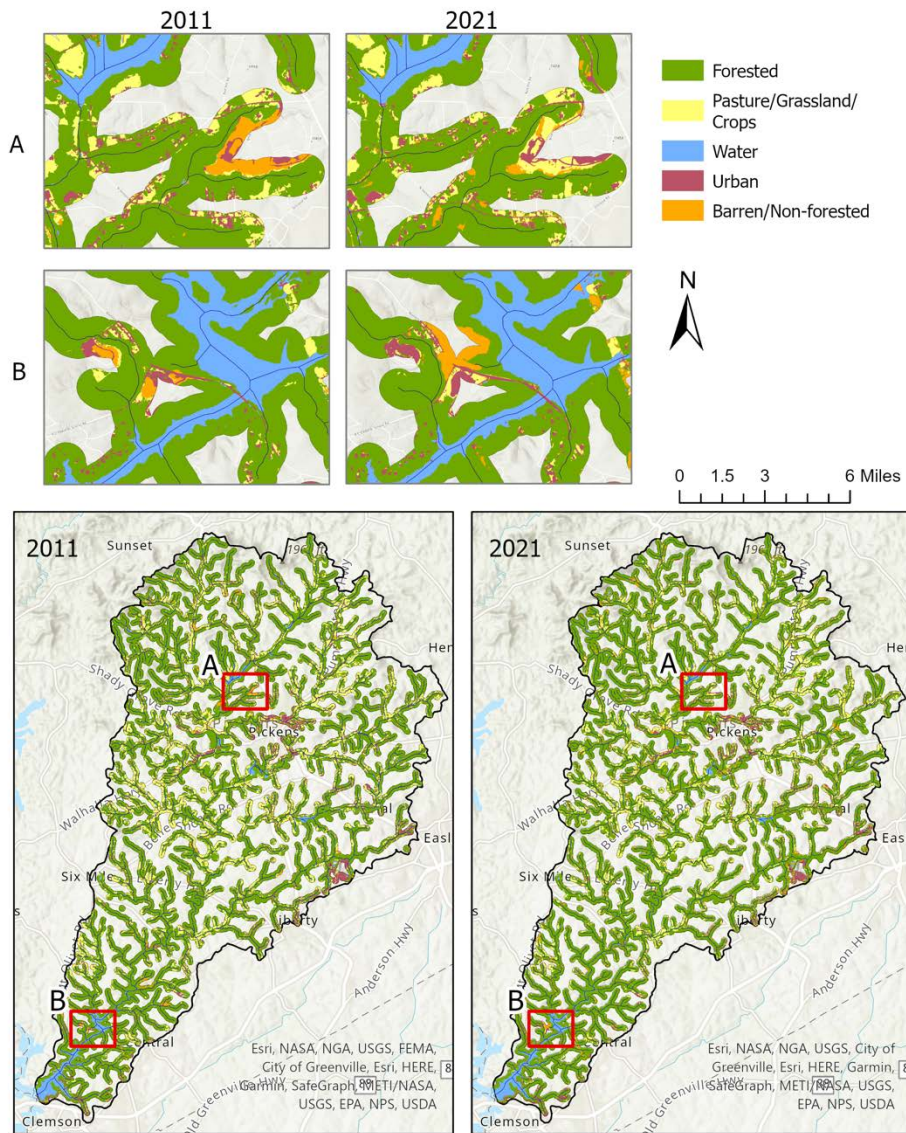 2011 2021
A
Forested
Pasture/Grassland/
Crops
Water
Urban
Barren/Non-forested
B
N
0 1.5 3 6 Miles
2011
Sunset
A
Pickens
Six Mile
B
Anderson Hwy
Clemson
Esri, NASA, NGA, USGS, FEMA,
City of Greenville, Esri, HERE,
Garmin, SafeGraph, METI/NASA,
USGS, EPA, NPS, USDA
2021
Sunset
A
Pickens
Six Mile
B
Anderson Hwy
Clemson
Esri, NASA, NGA, USGS, City of
Greenville, Esri, HERE, Garmin,
SafeGraph, METI/NASA, USGS,
EPA, NPS, USDA